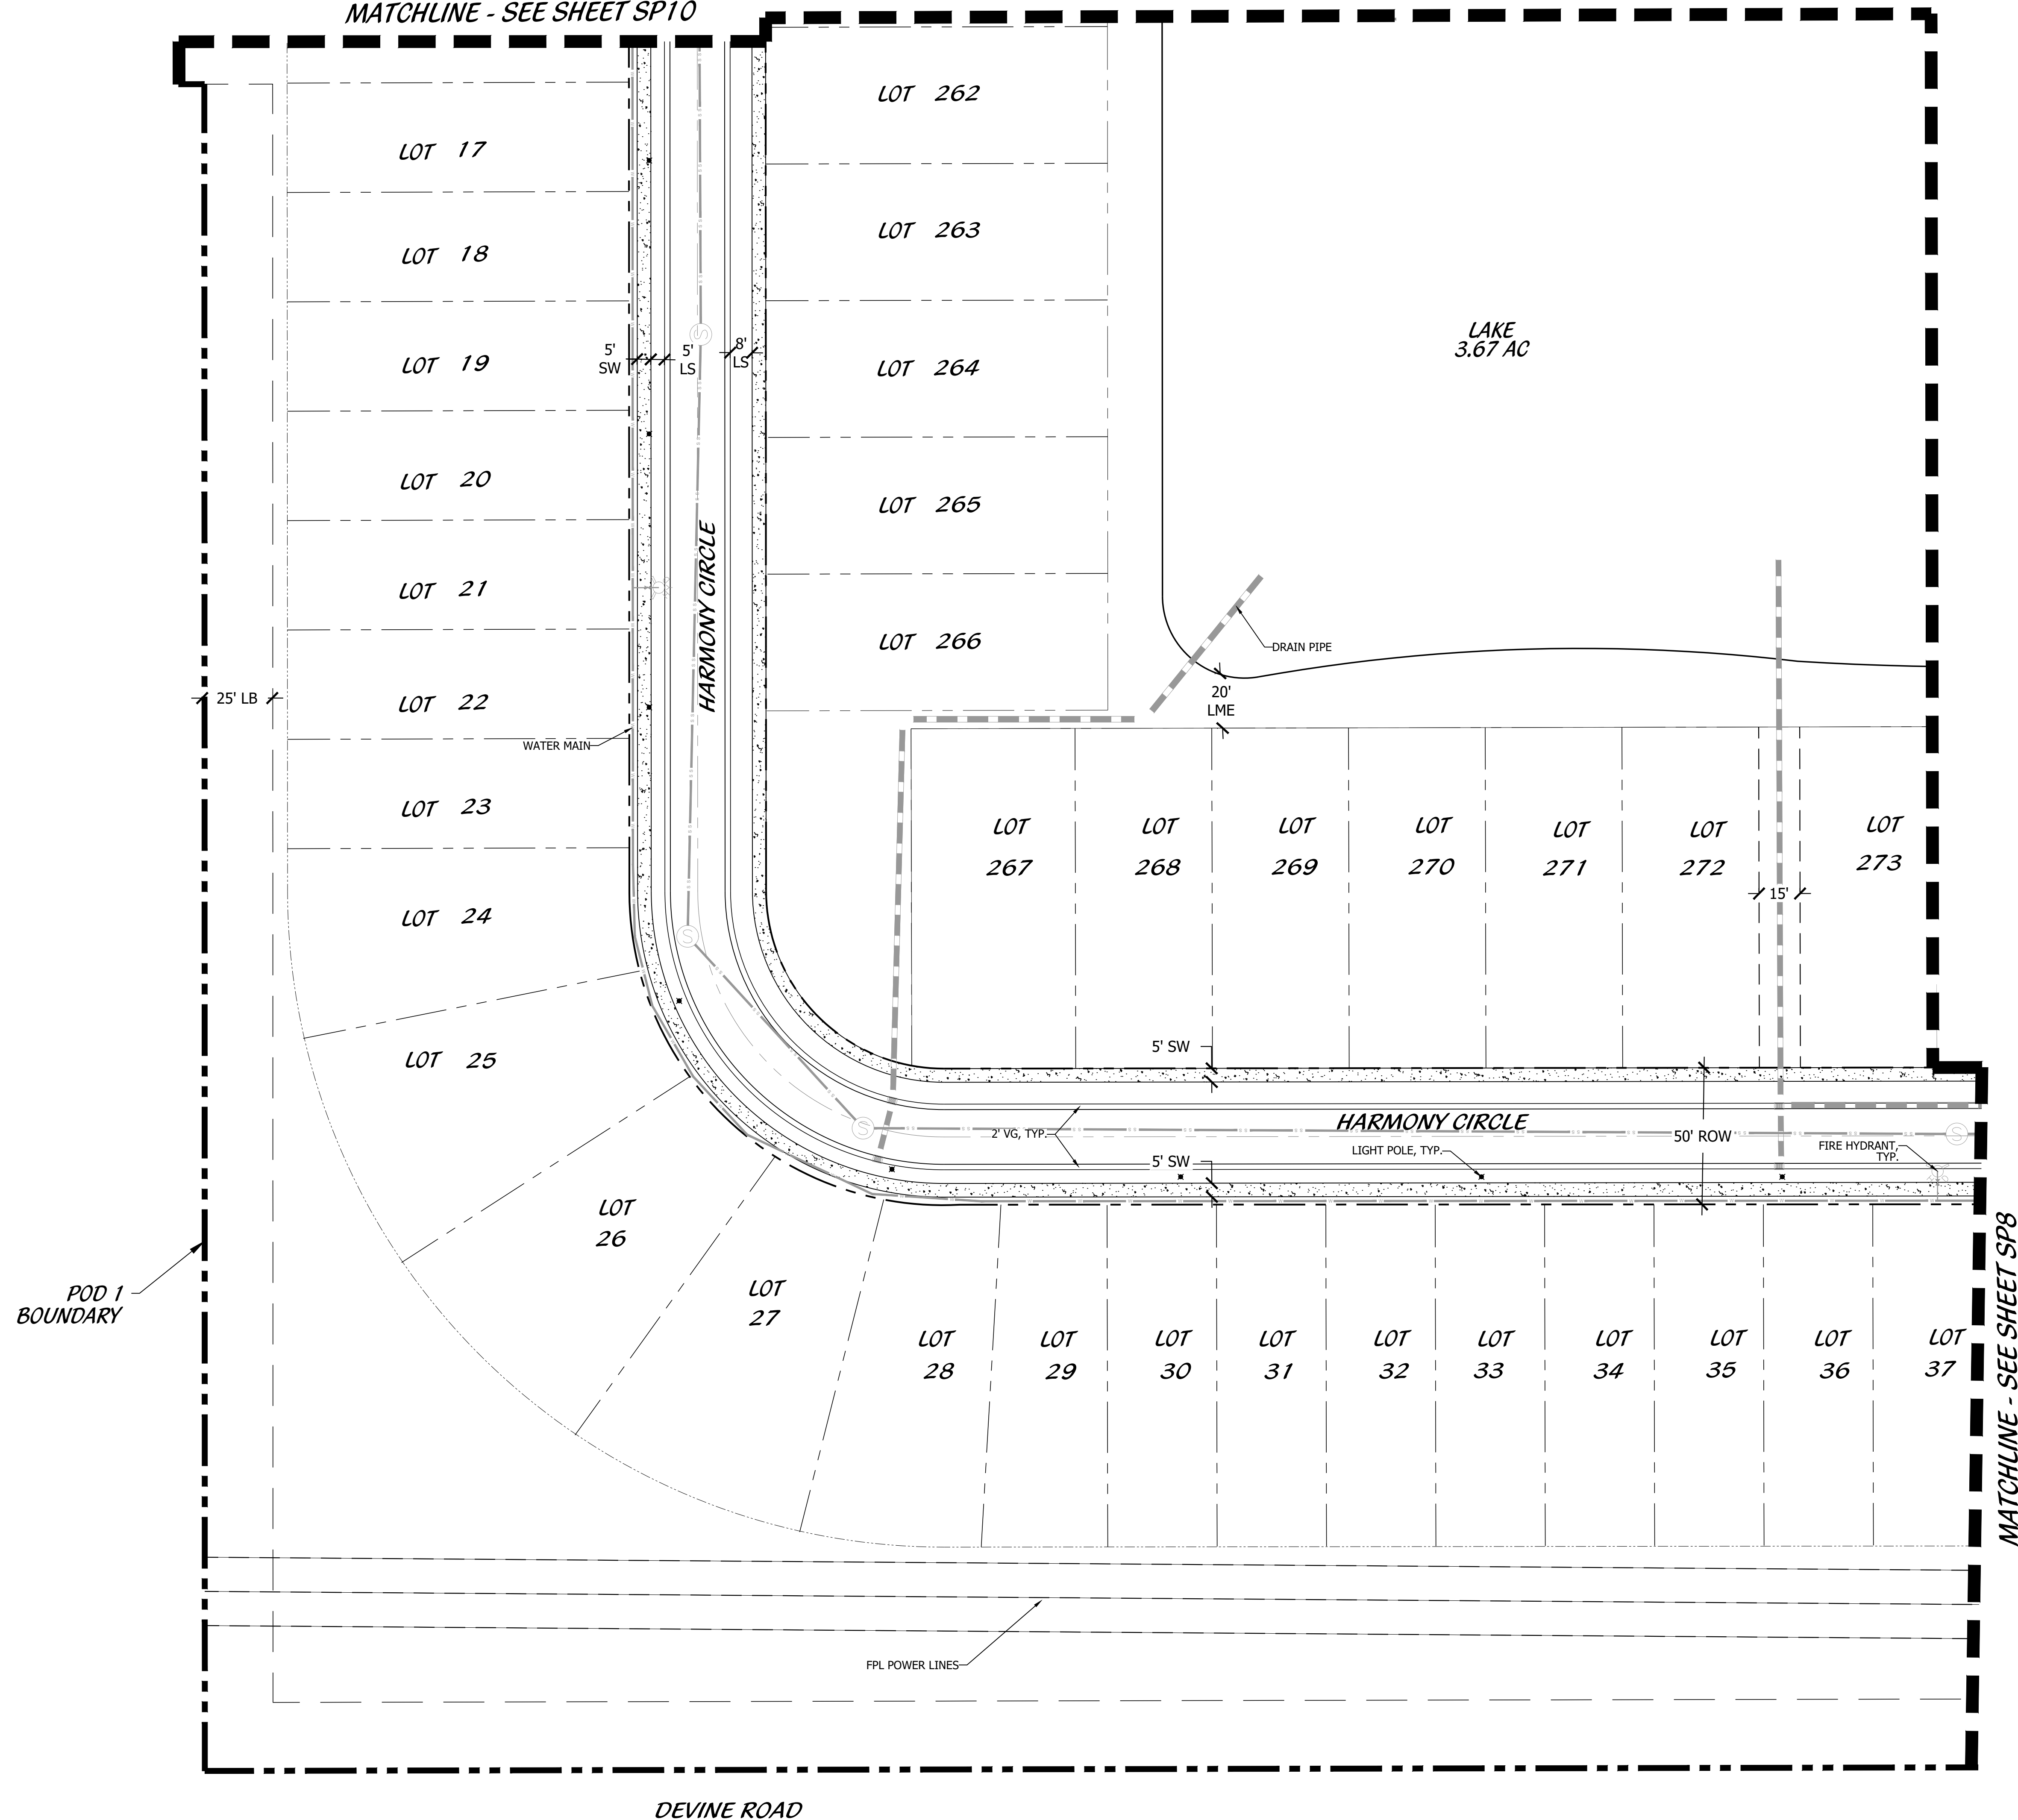 MATCHLINE - SEE SHEET SP10
LOT 17
LOT 18
LOT 19
LOT 20
LOT 21
LOT 22
LOT 23
LOT 24
LOT 25
LOT
26
LOT
27
LOT
28
LOT
29
LOT
30
LOT
31
LOT
32
LOT
33
LOT
34
LOT
35
LOT
36
LOT
37
LOT 262
LOT 263
LOT 264
LOT 265
LOT 266
LOT
267
LOT
268
LOT
269
LOT
270
LOT
271
LOT
272
LOT
273
LAKE
3.67 AC
5'
SW
5'
LS
8'
LS
S
HARMONY CIRCLE
25' LB
WATER MAIN
DRAIN PIPE
20'
LME
15'
S
S
5' SW
2' VG, TYP.
5' SW
HARMONY CIRCLE
LIGHT POLE, TYP.
50' ROW
FIRE HYDRANT,
TYP.
S
POD 1
BOUNDARY
MATCHLINE - SEE SHEET SP8
FPL POWER LINES
DEVINE ROAD